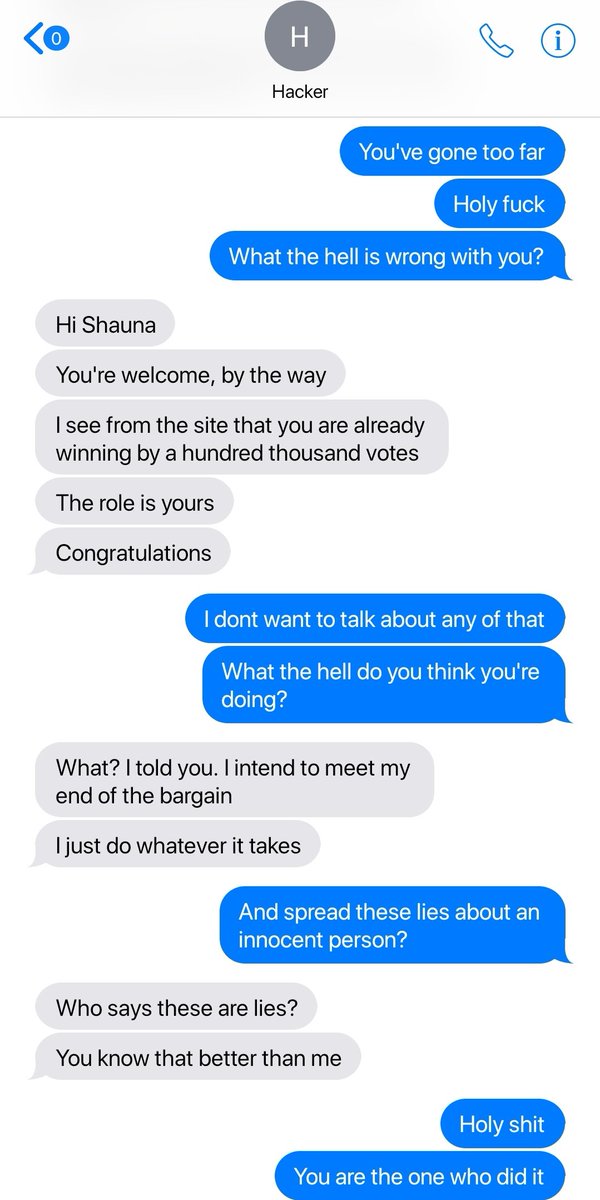 0
H
Hacker
You've gone too far
Holy fuck
What the hell is wrong with you?
Hi Shauna
You're welcome, by the way
I see from the site that you are already
winning by a hundred thousand votes
The role is yours
Congratulations
I dont want to talk about any of that
What the hell do you think you're
doing?
What? I told you. I intend to meet my
end of the bargain
I just do whatever it takes
And spread these lies about an
innocent person?
Who says these are lies?
You know that better than me
Holy shit
You are the one who did it